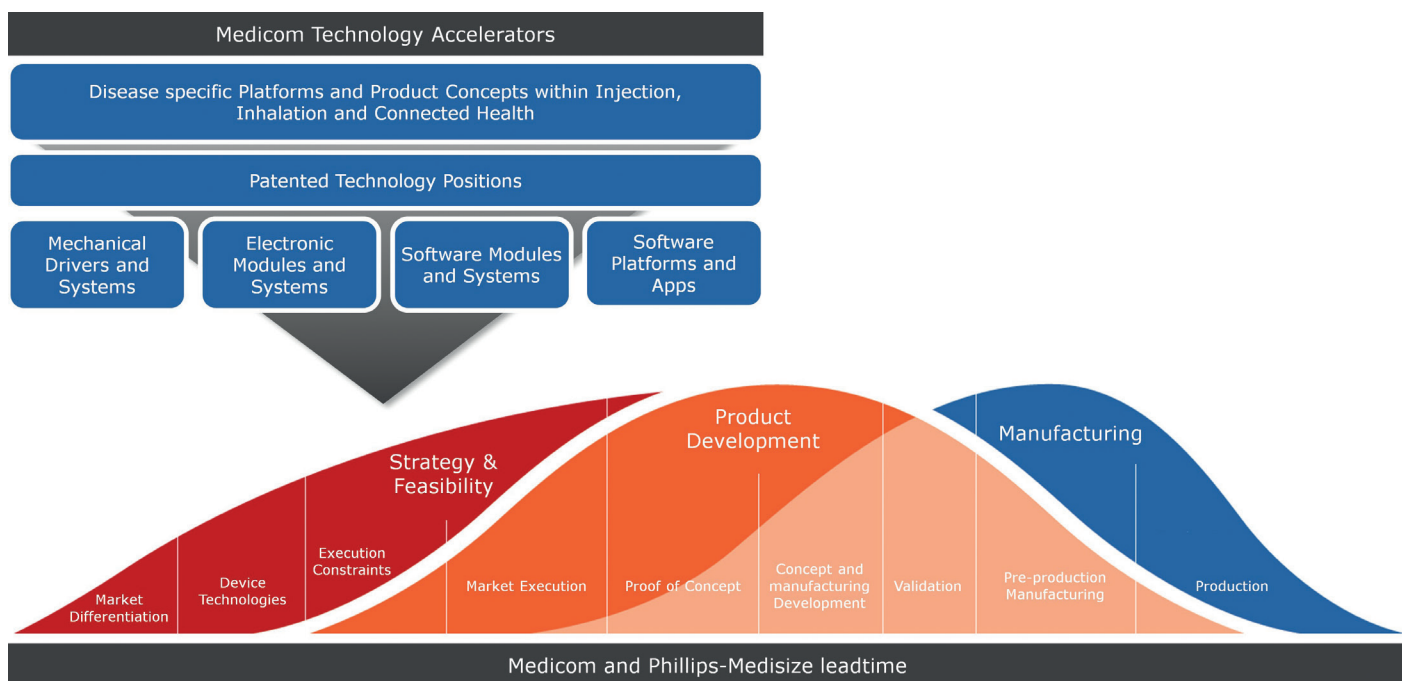 Medicom Technology Accelerators
Disease specific Platforms and Product Concepts within Injection,
Inhalation and Connected Health
Patented Technology Positions
Mechanical
Drivers and
Systems
Electronic
Modules and
Systems
Software Modules
and Systems
Software
Platforms and
Apps
Strategy &
Feasibility
Product
Development
Manufacturing
Market
Differentiation
Device
Technologies
Execution
Constraints
Market Execution
Proof of Concept
Concept and
manufacturing
Development
Validation
Pre-production
Manufacturing
Production
Medicom and Phillips-Medisize leadtime